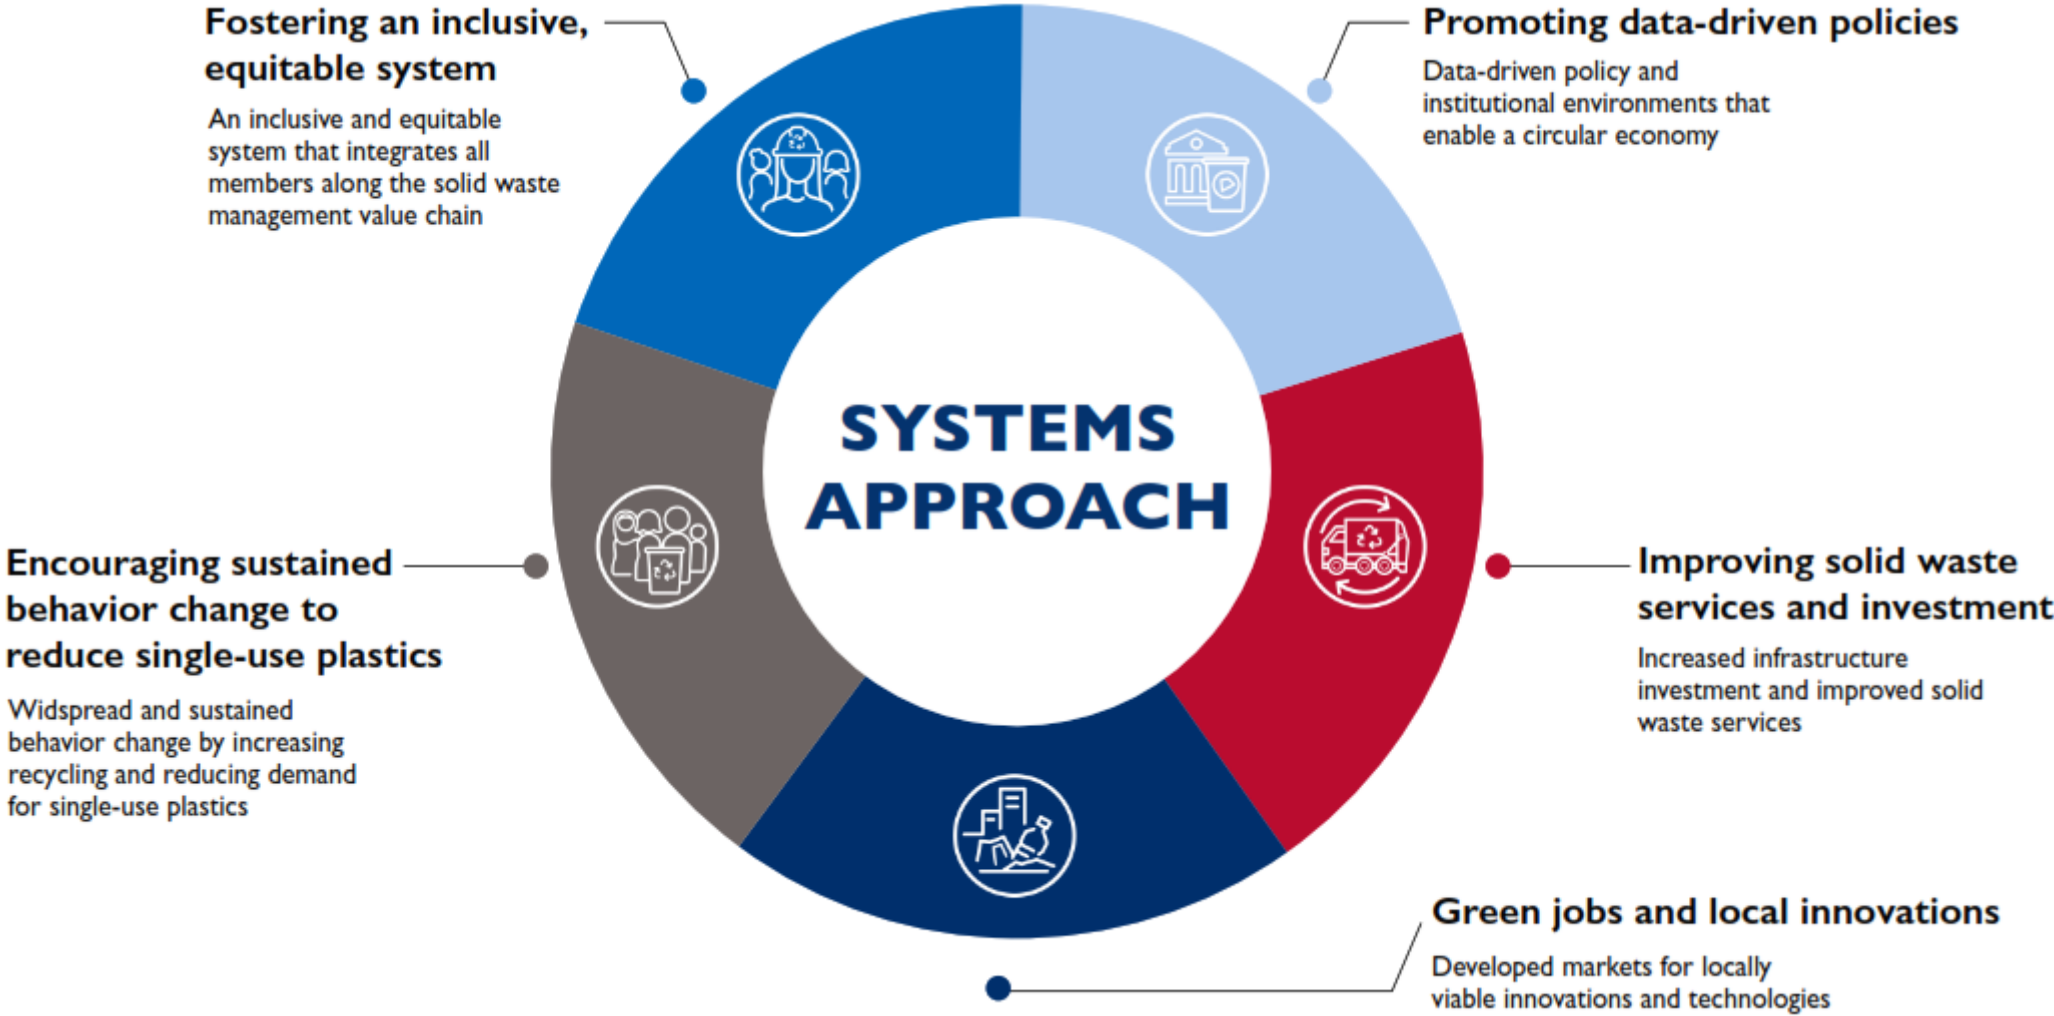 Fostering an inclusive,
equitable system
An inclusive and equitable
system that integrates all
members along the solid waste
management value chain
Promoting data-driven policies
Data-driven policy and
institutional environments that
enable a circular economy
SYSTEMS
APPROACH
Encouraging sustained
behavior change to
reduce single-use plastics
Widspread and sustained
behavior change by increasing
recycling and reducing demand
for single-use plastics
Improving solid waste
services and investment
Increased infrastructure
investment and improved solid
waste services
Green jobs and local innovations
Developed markets for locally
viable innovations and technologies